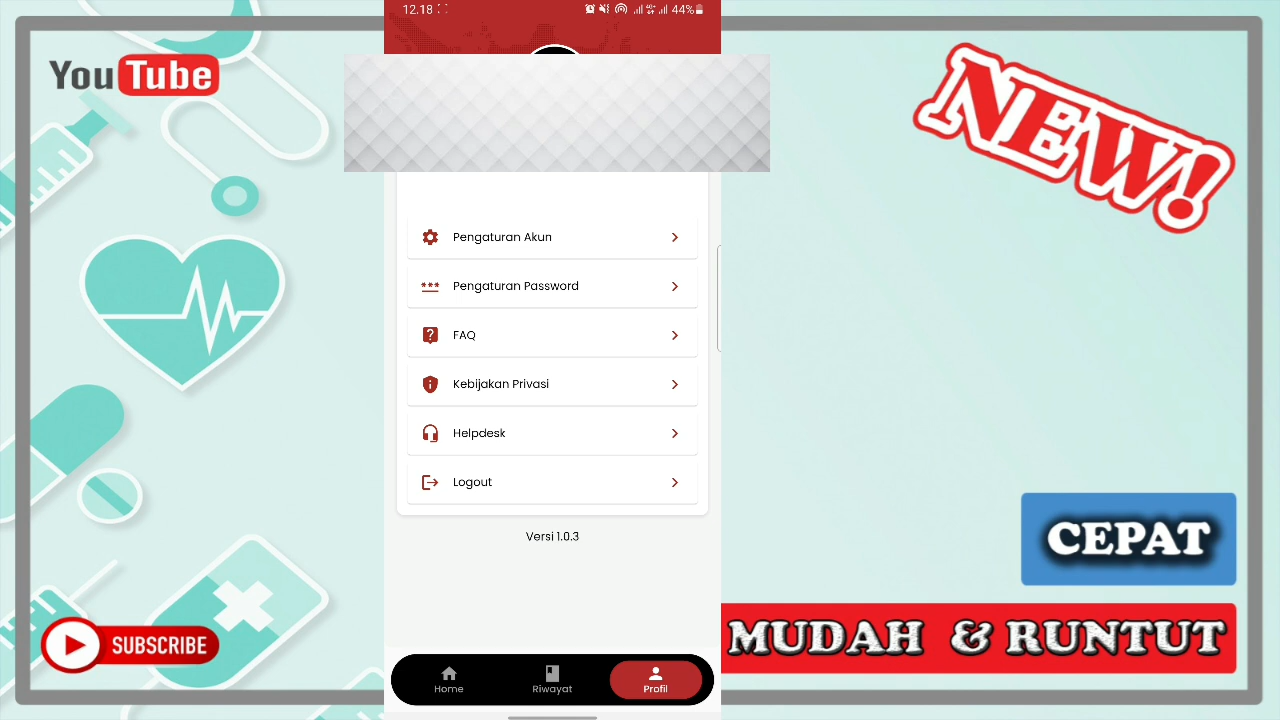 12.18
44%
YouTube
NEW!
Pengaturan Akun
Pengaturan Password
FAQ
Kebijakan Privasi
Helpdesk
Logout
Versi 1.0.3
CEPAT
MUDAH & RUNTUT
SUBSCRIBE
Home
Riwayat
Profil